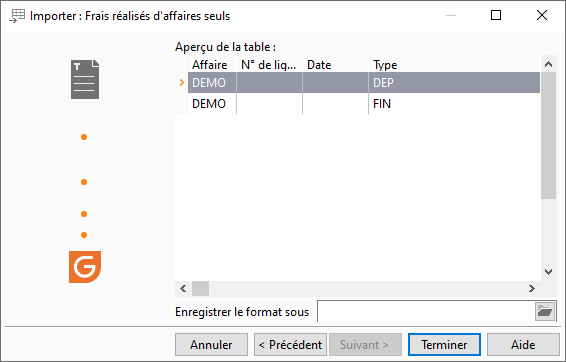 Importer : Frais réalisés d'affaires seuls
Aperçu de la table :
Affaire N° de lig... Date Type
DEMO DEP
DEMO FIN
Enregistrer le format sous
Annuler < Précédent Suivant > Terminer Aide